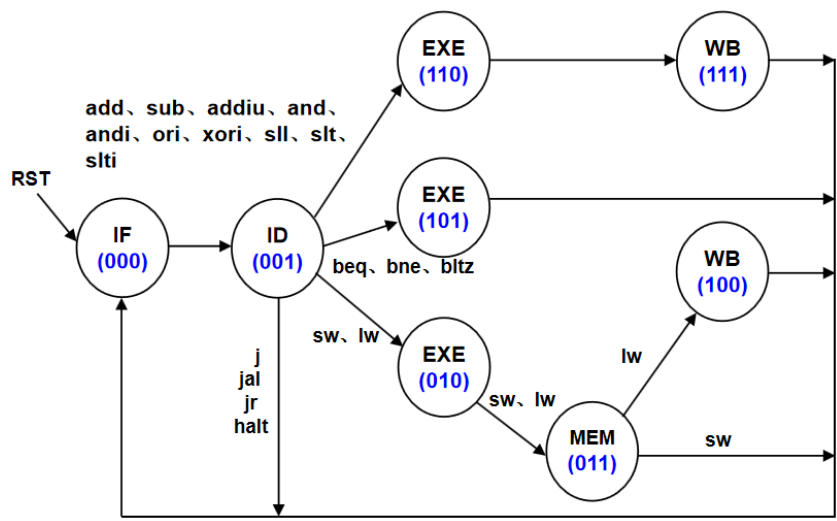 EXE
(110)
WB
(111)
add、sub、addiu、and、
andi、ori、xori、sll、slt、
slti
RST
IF
(000)
ID
(001)
EXE
(101)
beq、bne、bltz
WB
(100)
sw、lw
EXE
(010)
j
jal
jr
halt
sw、lw
lw
MEM
(011)
sw